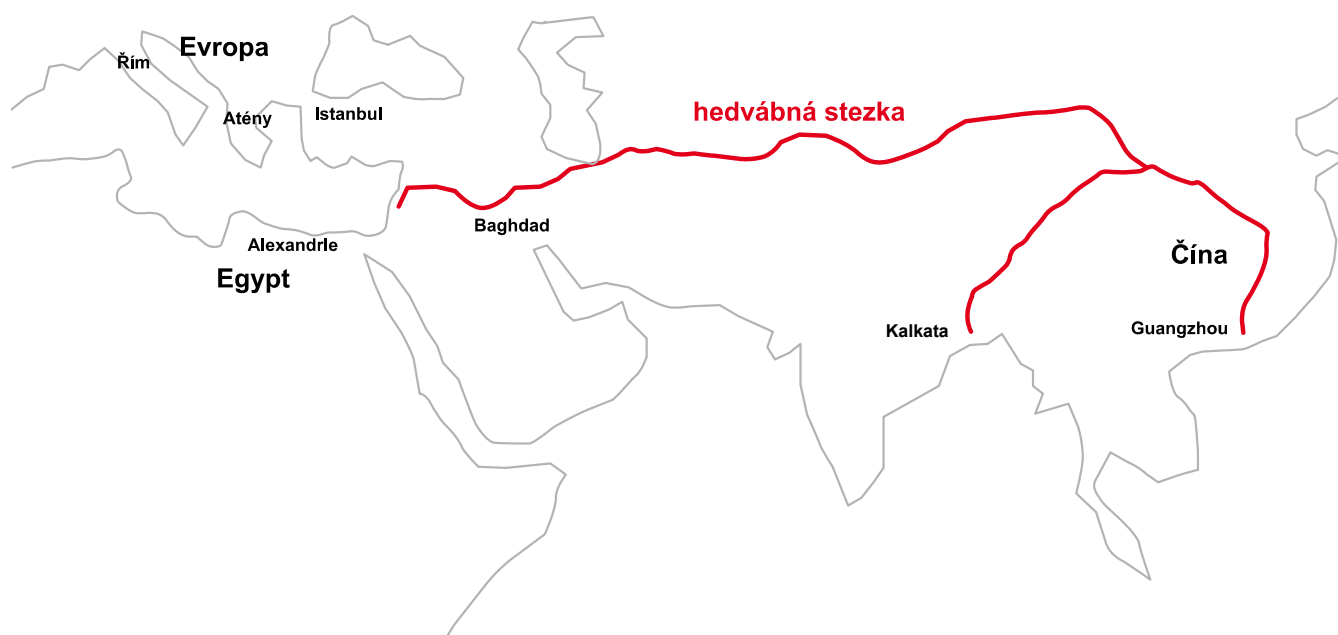 Evropa
Řím
hedvábná stezka
Atény
Istanbul
Baghdad
Alexandrle
Egypt
Čína
Kalkata
Guangzhou